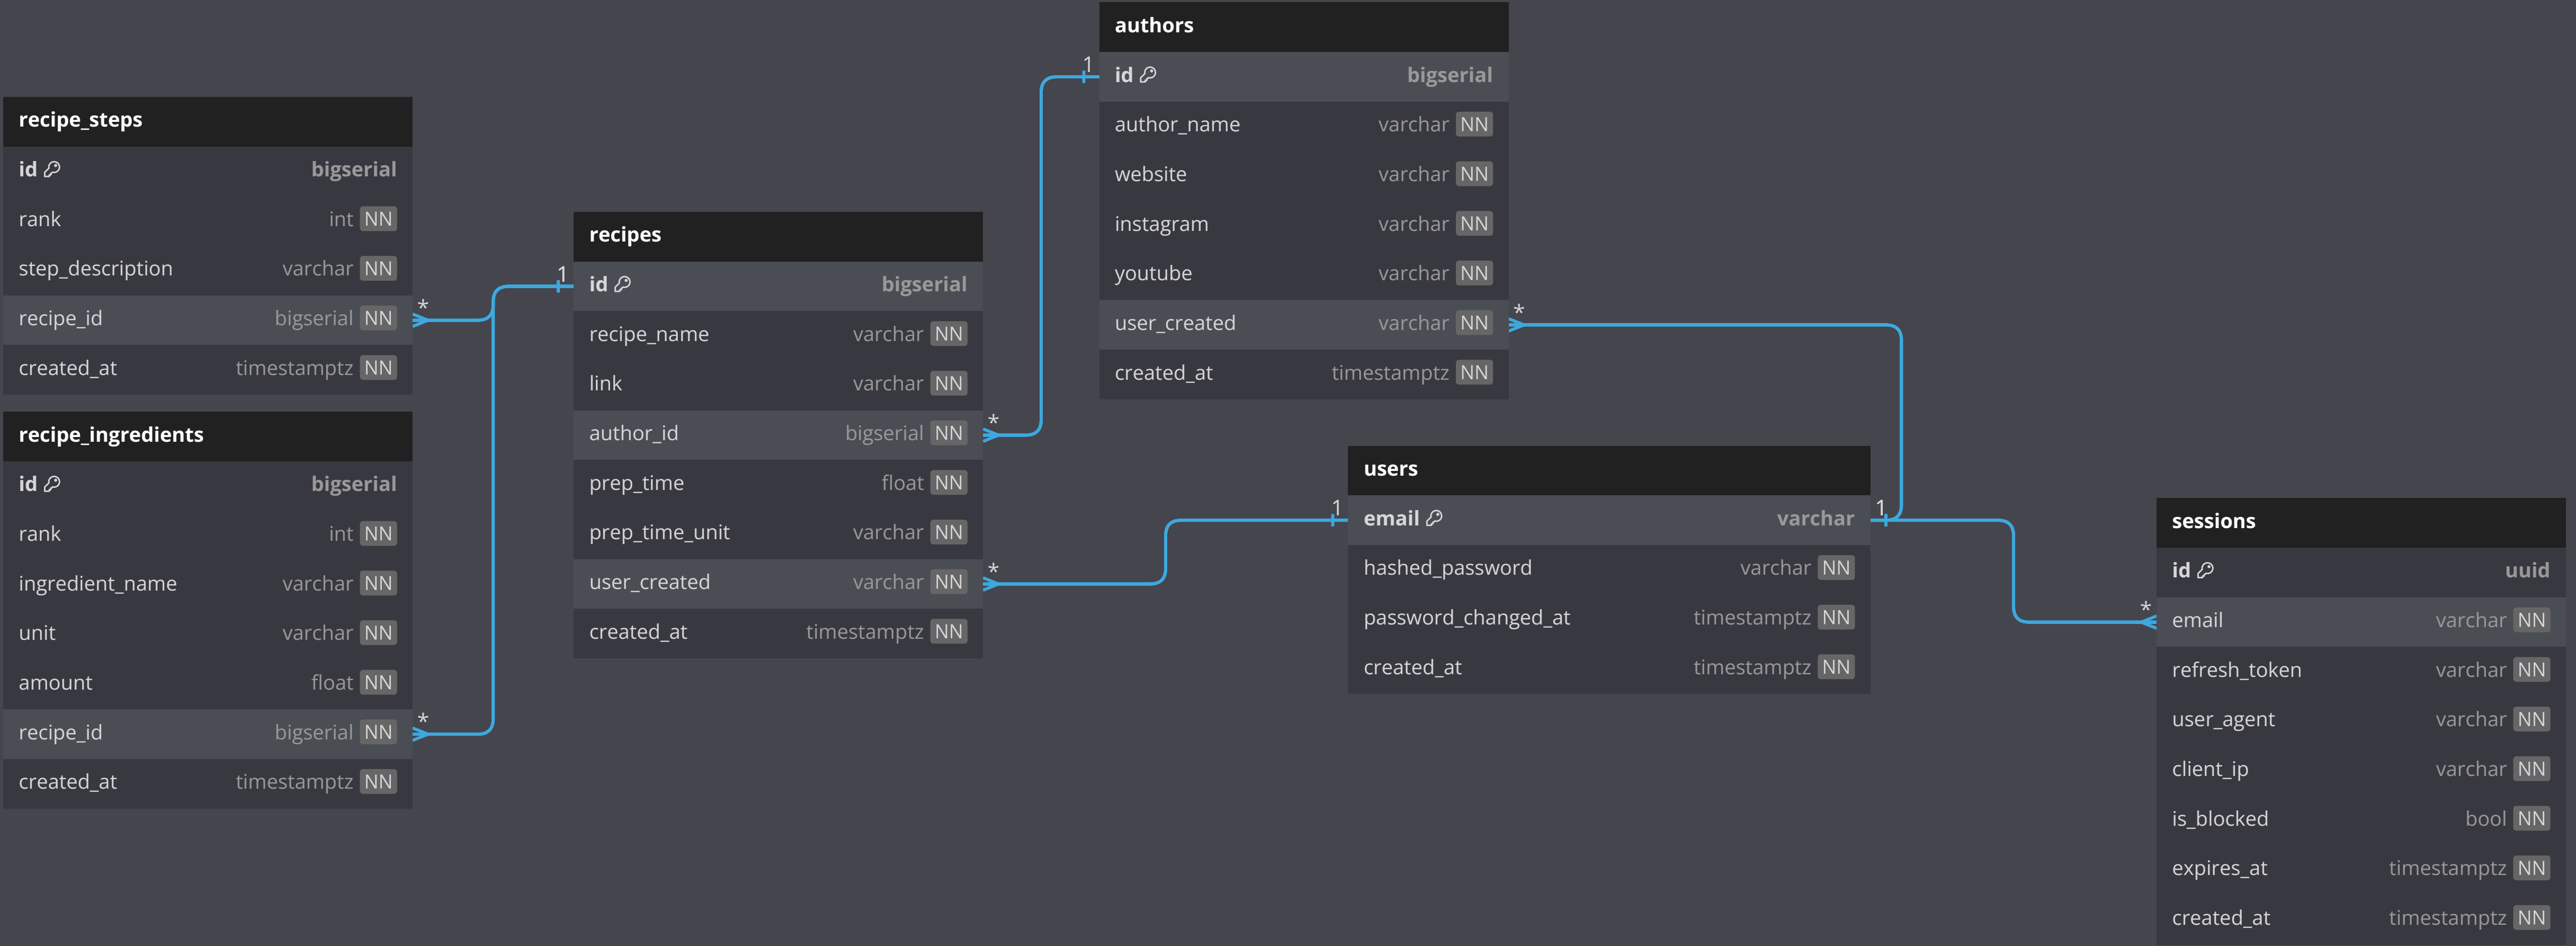 recipe_steps
id bigserial
rank int NN
step_description varchar NN
recipe_id bigserial NN
created_at timestamptz NN
*
recipe_ingredients
id bigserial
rank int NN
ingredient_name varchar NN
unit varchar NN
amount float NN
recipe_id bigserial NN
created_at timestamptz NN
*
1
recipes
id bigserial
recipe_name varchar NN
link varchar NN
author_id bigserial NN
prep_time float NN
prep_time_unit varchar NN
user_created varchar NN
created_at timestamptz NN
*
*
1
authors
id bigserial
author_name varchar NN
website varchar NN
instagram varchar NN
youtube varchar NN
user_created varchar NN
created_at timestamptz NN
*
1
users
email varchar
hashed_password varchar NN
password_changed_at timestamptz NN
created_at timestamptz NN
1
*
sessions
id uuid
email varchar NN
refresh_token varchar NN
user_agent varchar NN
client_ip varchar NN
is_blocked bool NN
expires_at timestamptz NN
created_at timestamptz NN